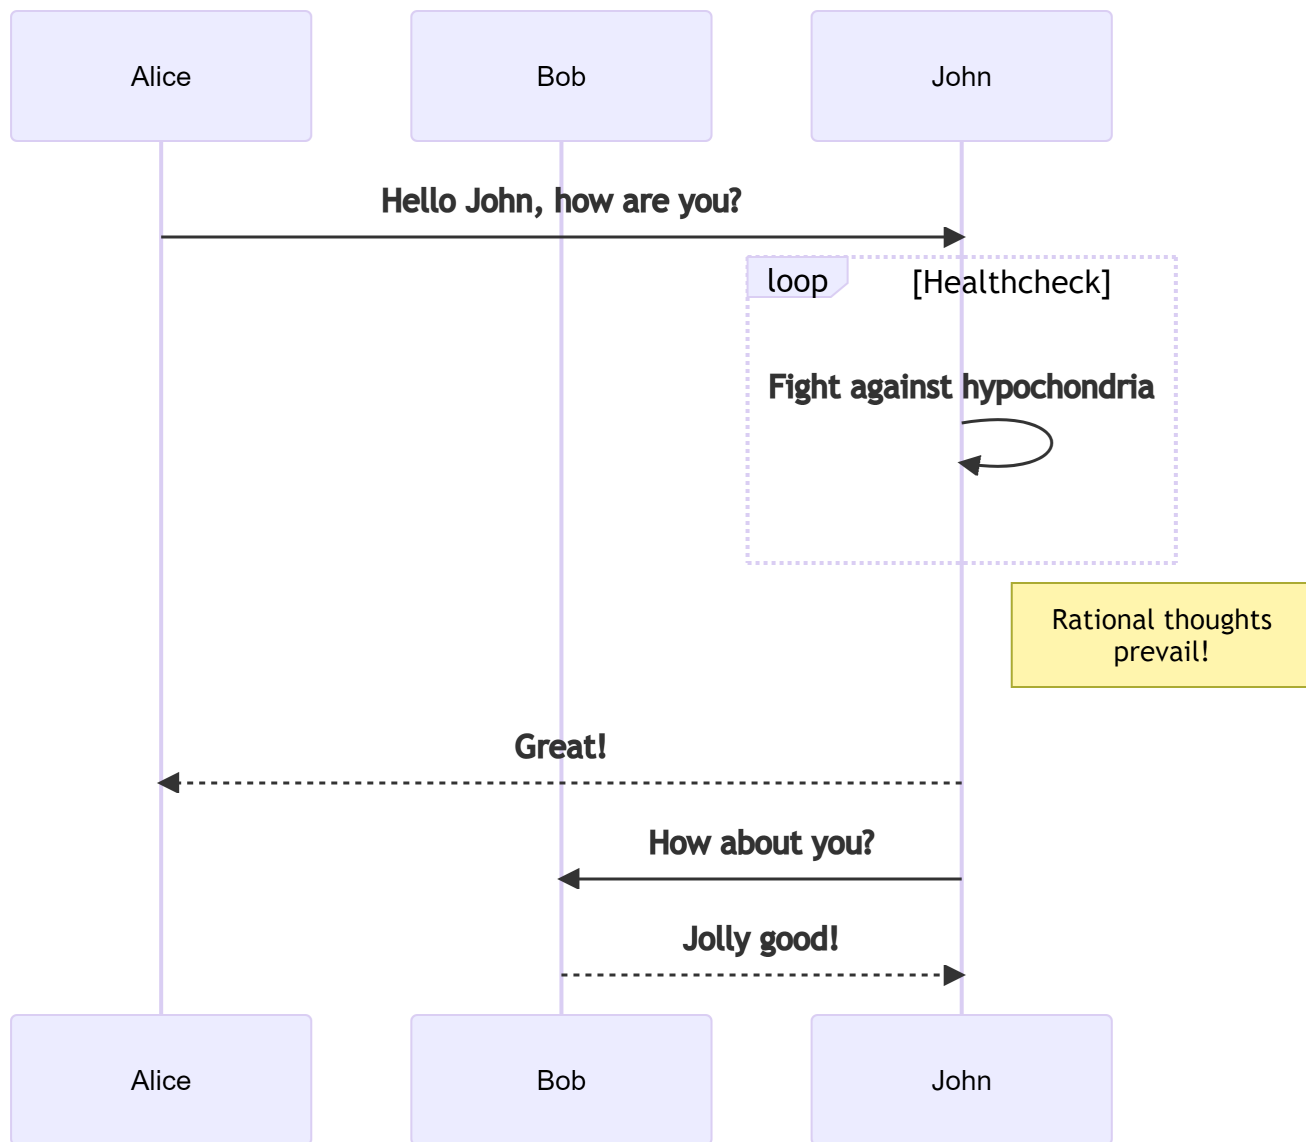 Alice
Bob
John
Hello John, how are you?
loop
[Healthcheck]
Fight against hypochondria
Rational thoughts
prevail!
Great!
How about you?
Jolly good!
Alice
Bob
John